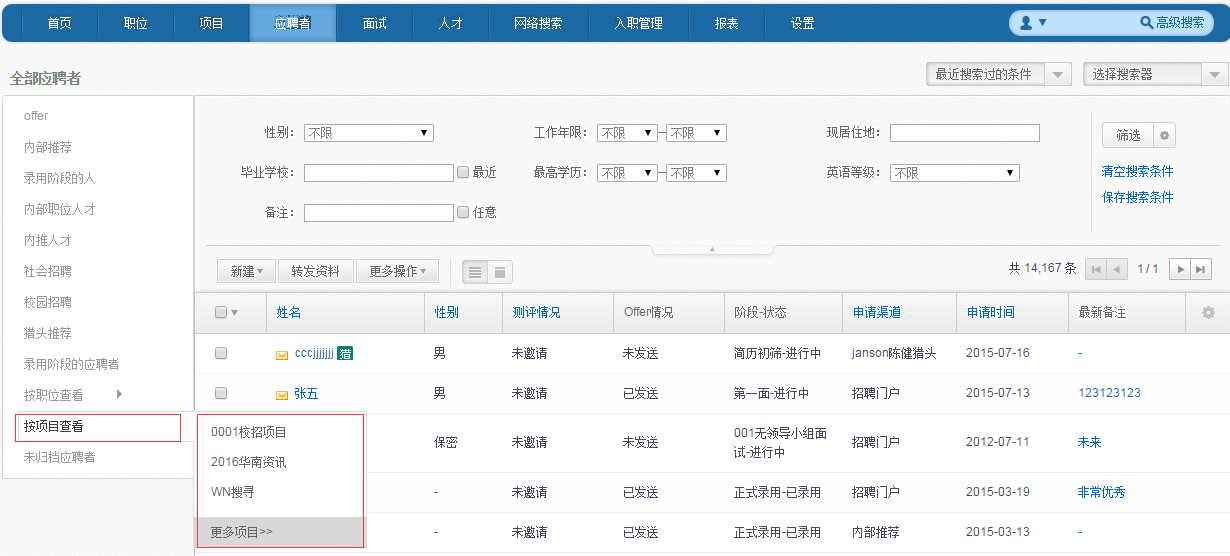 首页 职位 项目 应聘者 面试 人才 网络搜索 入职管理 报表 设置 高级搜索
全部应聘者 最近搜索过的条件 选择搜索器
offer
内部推荐
录用阶段的人
内部职位人才
内推人才
社会招聘
校园招聘
猎头推荐
录用阶段的应聘者
按职位查看
按项目查看
未归档应聘者
0001校招项目
2016华南资讯
WN搜寻
更多项目>>
性别: 不限 工作年限: 不限 -- 不限 现居住地: 筛选
毕业学校: 最近 最高学历: 不限 -- 不限 英语等级: 不限 清空搜索条件
保存搜索条件
备注: 任意
新建 转发资料 更多操作 共 14,167 条 1 / 1
姓名 性别 测评情况 Offer情况 阶段-状态 申请渠道 申请时间 最新备注
cccjjjjjj 猎 男 未邀请 未发送 简历初筛-进行中 janson陈健猎头 2015-07-16 -
张五 男 未邀请 已发送 第一面-进行中 招聘门户 2015-07-13 123123123
保密 未邀请 未发送 001无领导小组面
试-进行中 招聘门户 2012-07-11 未来
- 未邀请 已发送 正式录用-已录用 招聘门户 2015-03-19 非常优秀
- 未邀请 已发送 正式录用-已录用 内部推荐 2015-03-13 -